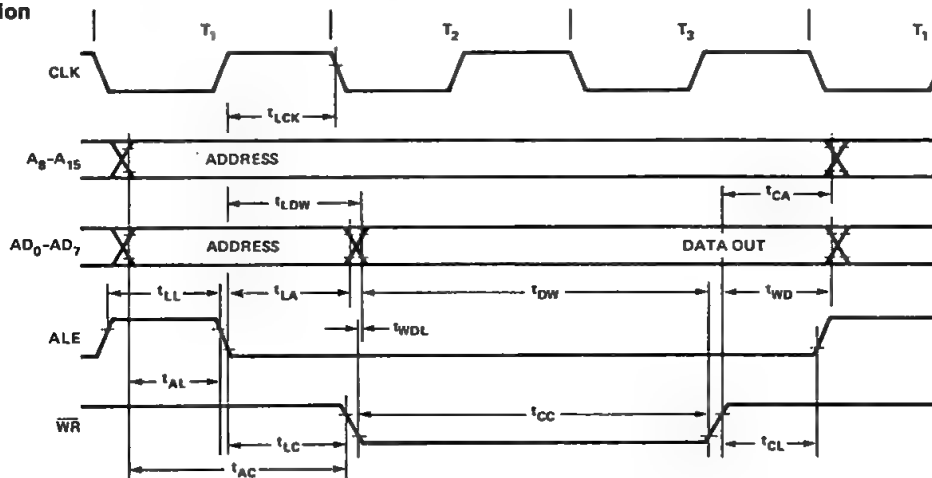 ion
T₁ T₂ T₃ T₁
CLK
tLCK
A₈-A₁₅ ADDRESS
tCA
tLDW
AD₀-AD₇ ADDRESS DATA OUT
tLL tLA tDW tWD
ALE
tWDL
tAL
tCC
WR
tLC tCL
tAC